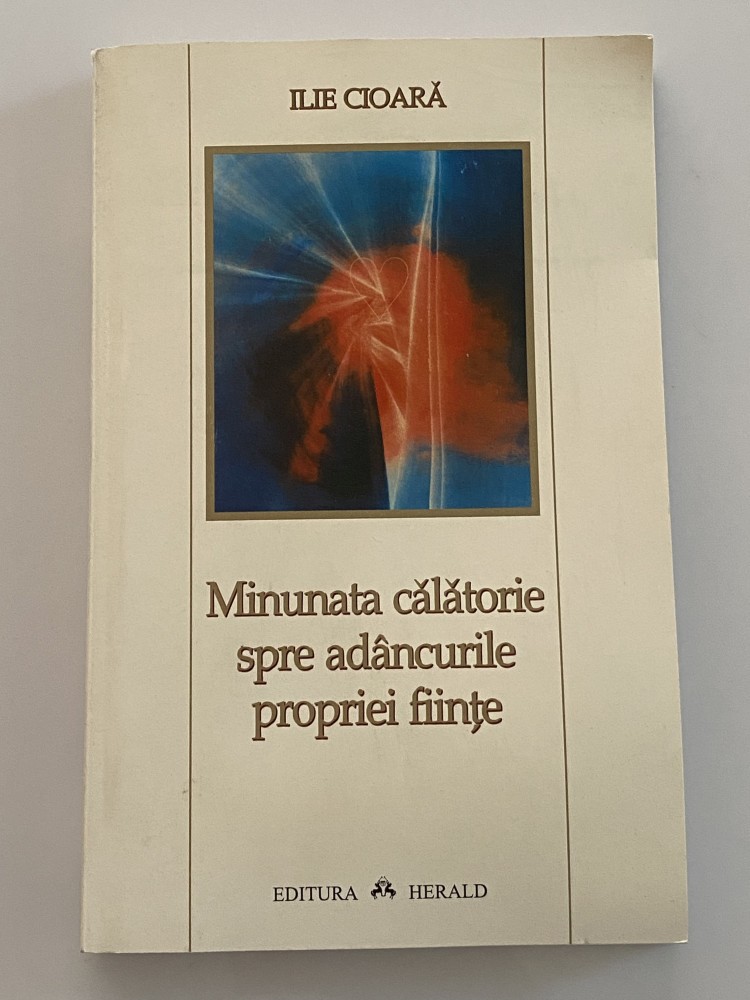 ILIE CIOARĂ
Minunata călătorie
spre adâncurile
propriei ființe
EDITURA HERALD